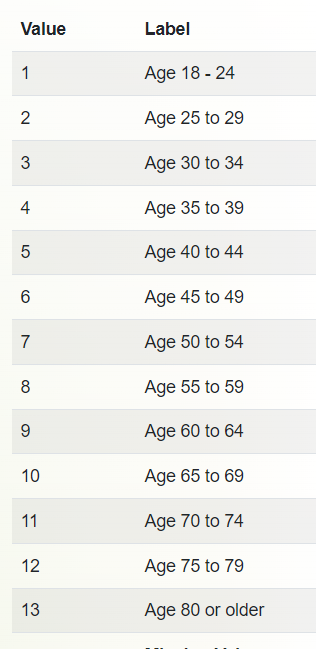 Value Label
1 Age 18 - 24
2 Age 25 to 29
3 Age 30 to 34
4 Age 35 to 39
5 Age 40 to 44
6 Age 45 to 49
7 Age 50 to 54
8 Age 55 to 59
9 Age 60 to 64
10 Age 65 to 69
11 Age 70 to 74
12 Age 75 to 79
13 Age 80 or older